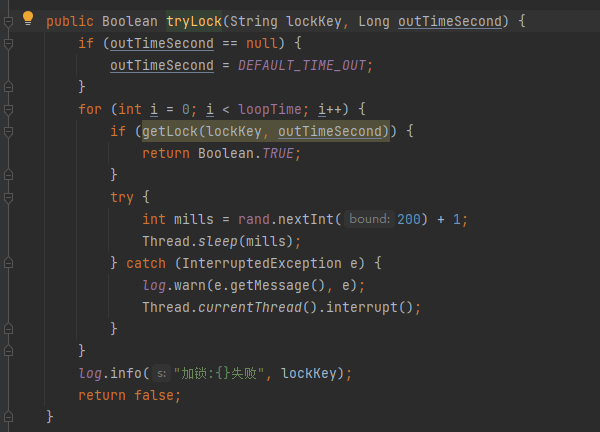 public Boolean tryLock(String lockKey, Long outTimeSecond) {
    if (outTimeSecond == null) {
        outTimeSecond = DEFAULT_TIME_OUT;
    }
    for (int i = 0; i < loopTime; i++) {
        if (getLock(lockKey, outTimeSecond)) {
            return Boolean.TRUE;
        }
        try {
            int mills = rand.nextInt( bound: 200) + 1;
            Thread.sleep(mills);
        } catch (InterruptedException e) {
            log.warn(e.getMessage(), e);
            Thread.currentThread().interrupt();
        }
    }
    log.info( s: "加锁:{}失败", lockKey);
    return false;
}